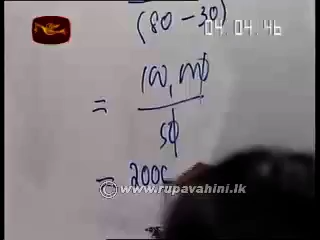 (80 - 30)
04.04.46
= 100,000
50
= 2000
www.rupavahini.lk